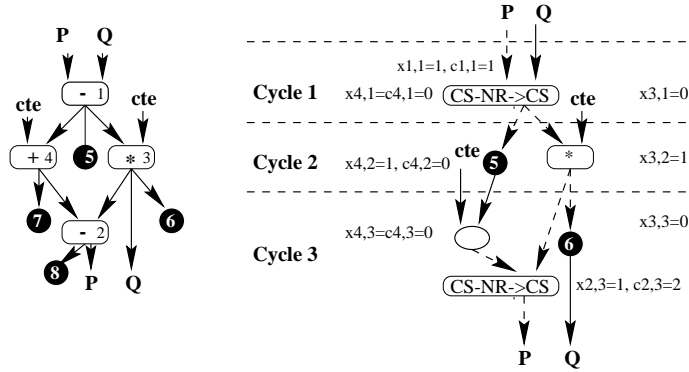 P Q
- 1
cte cte
+ 4 5 * 3
7 6
- 2
8
P Q
P Q
x1,1=1, c1,1=1
Cycle 1 x4,1=c4,1=0 CS-NR->CS x3,1=0
cte
Cycle 2 x4,2=1, c4,2=0 cte 5 * x3,2=1
x4,3=c4,3=0 6 x3,3=0
Cycle 3
CS-NR->CS x2,3=1, c2,3=2
P Q